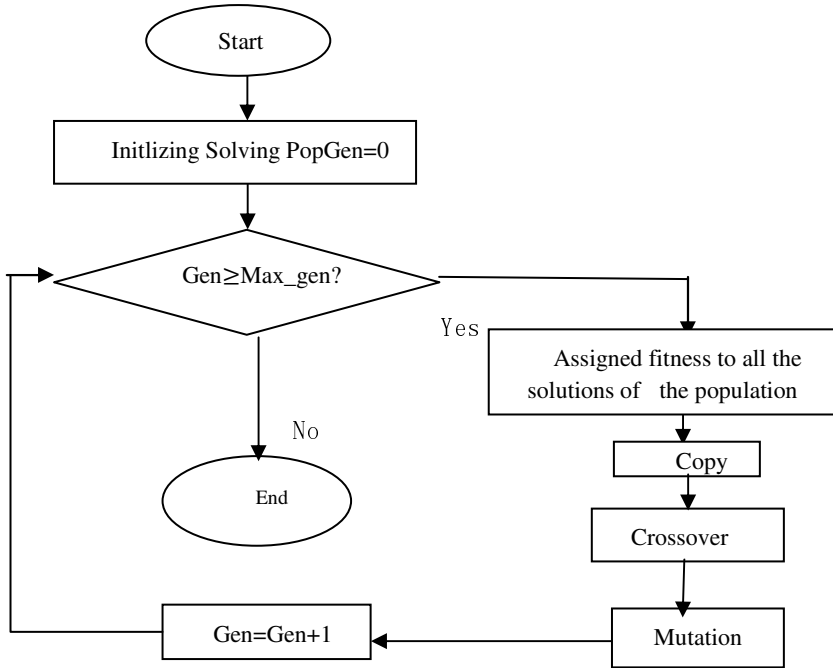 Start
Initlizing Solving PopGen=0
Gen≥Max_gen?
Yes
Assigned fitness to all the
solutions of the population
No
Copy
End
Crossover
Gen=Gen+1
Mutation